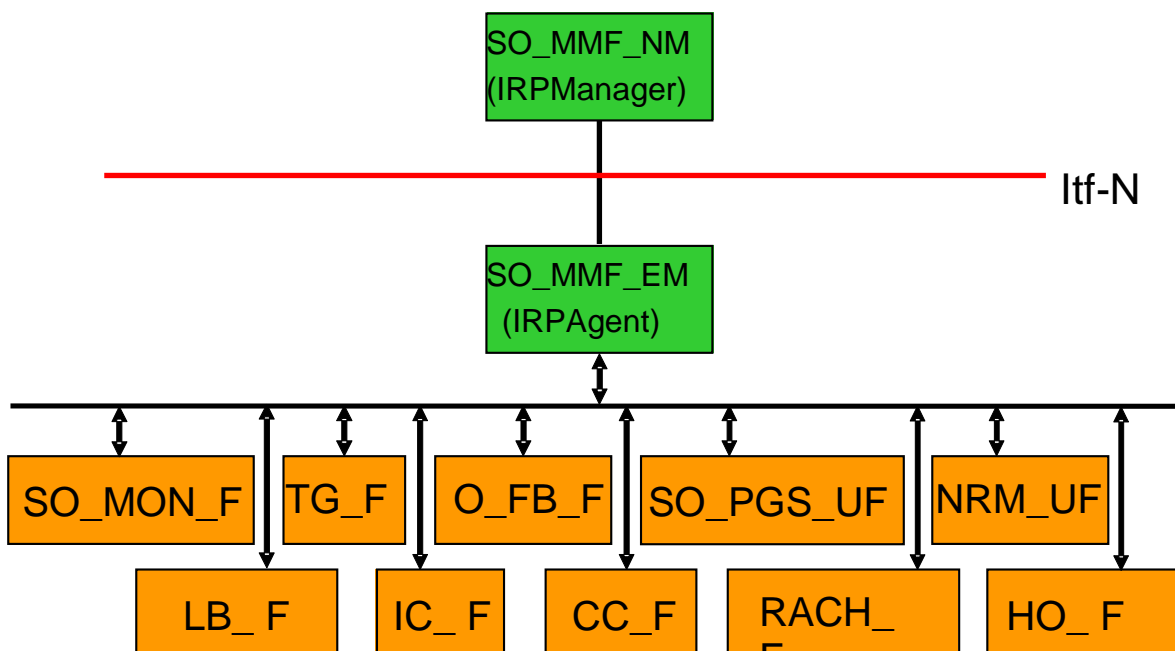 SO_MMF_NM
(IRPManager)
Itf-N
SO_MMF_EM
(IRPAgent)
SO_MON_F
TG_F
O_FB_F
SO_PGS_UF
NRM_UF
LB_ F
IC_ F
CC_F
RACH_
HO_ F